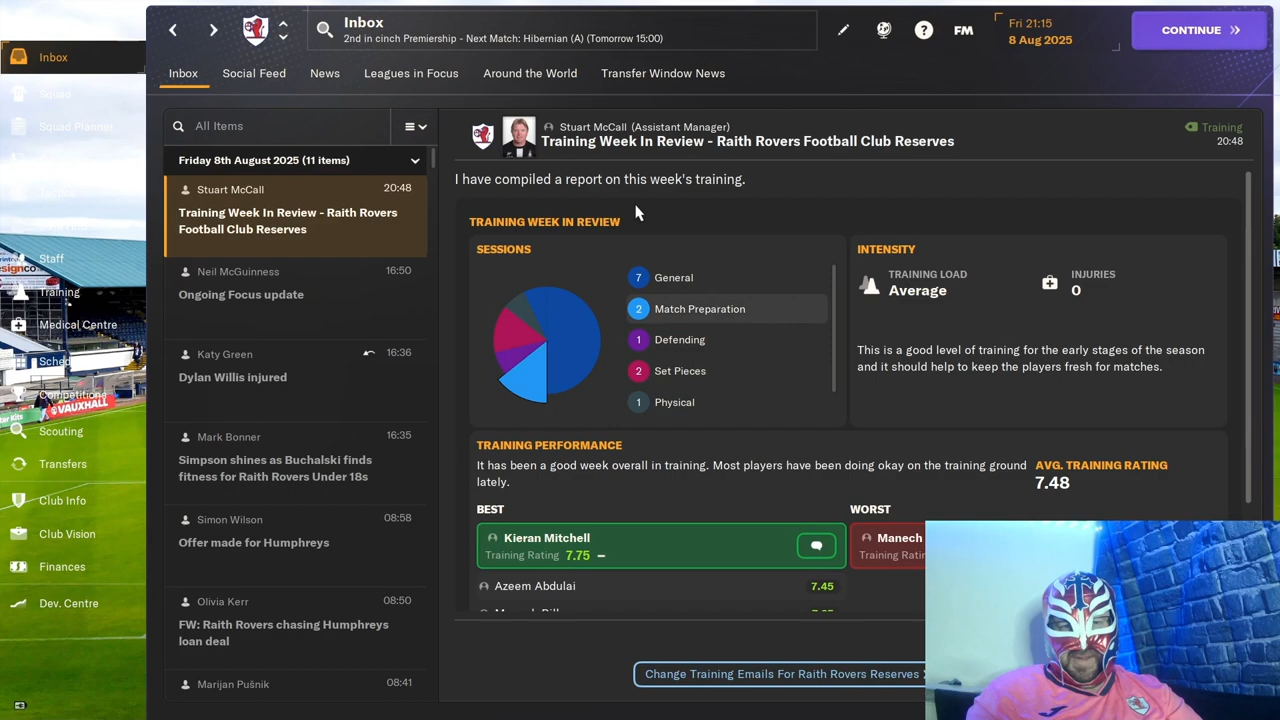 Inbox
2nd in cinch Premiership - Next Match: Hibernian (A) (Tomorrow 15:00)
FM
Fri 21:15
8 Aug 2025
CONTINUE
Inbox
Social Feed
News
Leagues in Focus
Around the World
Transfer Window News
Inbox
Squad
Squad Planner
Staff
Training
Medical Centre
Sched
Competitions
Scouting
Transfers
Club Info
Club Vision
Finances
Dev. Centre
VAUXHALL
All Items
Friday 8th August 2025 (11 items)
Stuart McCall 20:48
Training Week In Review - Raith Rovers
Football Club Reserves
Neil McGuinness 16:50
Ongoing Focus update
Katy Green 16:36
Dylan Willis injured
Mark Bonner 16:35
Simpson shines as Buchalski finds
fitness for Raith Rovers Under 18s
Simon Wilson 08:58
Offer made for Humphreys
Olivia Kerr 08:50
FW: Raith Rovers chasing Humphreys
loan deal
Marijan Pušnik 08:41
Stuart McCall (Assistant Manager)
Training Week In Review - Raith Rovers Football Club Reserves
Training
20:48
I have compiled a report on this week's training.
TRAINING WEEK IN REVIEW
SESSIONS
7 General
2 Match Preparation
1 Defending
2 Set Pieces
1 Physical
INTENSITY
TRAINING LOAD
Average
INJURIES
0
This is a good level of training for the early stages of the season
and it should help to keep the players fresh for matches.
TRAINING PERFORMANCE
It has been a good week overall in training. Most players have been doing okay on the training ground
lately.
AVG. TRAINING RATING
7.48
BEST
Kieran Mitchell
Training Rating 7.75 –
Azeem Abdulai 7.45
WORST
Manech
Training Ratin
Change Training Emails For Raith Rovers Reserves